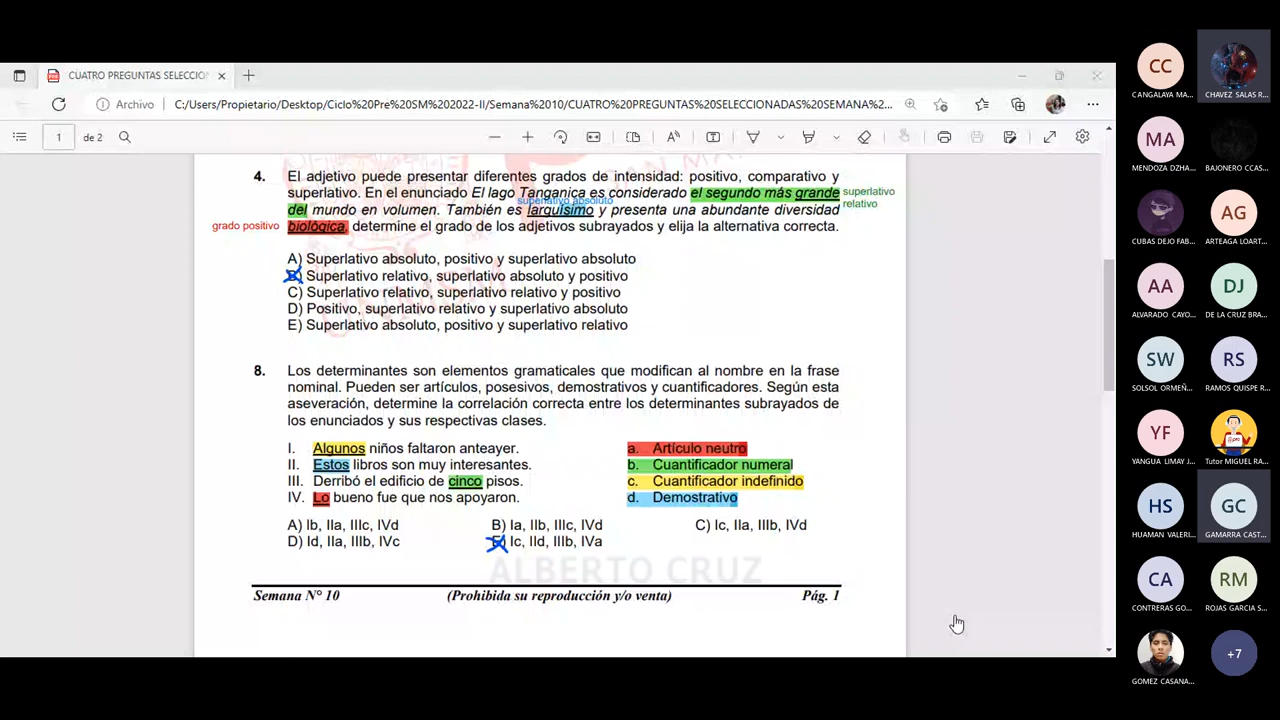 CUATRO PREGUNTAS SELECCION
Archivo
C:/Users/Propietario/Desktop/Ciclo%20Pre%20SM%202022-II/Semana%2010/CUATRO%20PREGUNTAS%20SELECCIONADAS%20SEMANA%2...
1 de 2
4. El adjetivo puede presentar diferentes grados de intensidad: positivo, comparativo y
superlativo. En el enunciado El lago Tanganica es considerado el segundo más grande
superlativo relativo
superlativo absoluto
del mundo en volumen. También es larguísimo y presenta una abundante diversidad
grado positivo
biológica, determine el grado de los adjetivos subrayados y elija la alternativa correcta.
A) Superlativo absoluto, positivo y superlativo absoluto
B) Superlativo relativo, superlativo absoluto y positivo
C) Superlativo relativo, superlativo relativo y positivo
D) Positivo, superlativo relativo y superlativo absoluto
E) Superlativo absoluto, positivo y superlativo relativo
8. Los determinantes son elementos gramaticales que modifican al nombre en la frase
nominal. Pueden ser artículos, posesivos, demostrativos y cuantificadores. Según esta
aseveración, determine la correlación correcta entre los determinantes subrayados de
los enunciados y sus respectivas clases.
I. Algunos niños faltaron anteayer. a. Artículo neutro
II. Estos libros son muy interesantes. b. Cuantificador numeral
III. Derribó el edificio de cinco pisos. c. Cuantificador indefinido
IV. Lo bueno fue que nos apoyaron. d. Demostrativo
A) Ib, IIa, IIIc, IVd B) Ia, IIb, IIIc, IVd C) Ic, IIa, IIIb, IVd
D) Id, IIa, IIIb, IVc E) Ic, IId, IIIb, IVa
ALBERTO CRUZ
Semana N° 10 (Prohibida su reproducción y/o venta) Pág. 1
CC
CANGALAYA MA...
CHAVEZ SALAS R...
MA
MENDOZA DZHA...
BAJONERO CCAS...
CUBAS DEJO FAB...
AG
ARTEAGA LOART...
AA
ALVARADO CAYO...
DJ
DE LA CRUZ BRA...
SW
SOLSOL ORMEÑ...
RS
RAMOS QUISPE R...
YF
YANGUA LIMAY J...
Tutor MIGUEL RA...
HS
HUAMAN VALERI...
GC
GAMARRA CAST...
CA
CONTRERAS GO...
RM
ROJAS GARCIA S...
GOMEZ CASANA...
+7